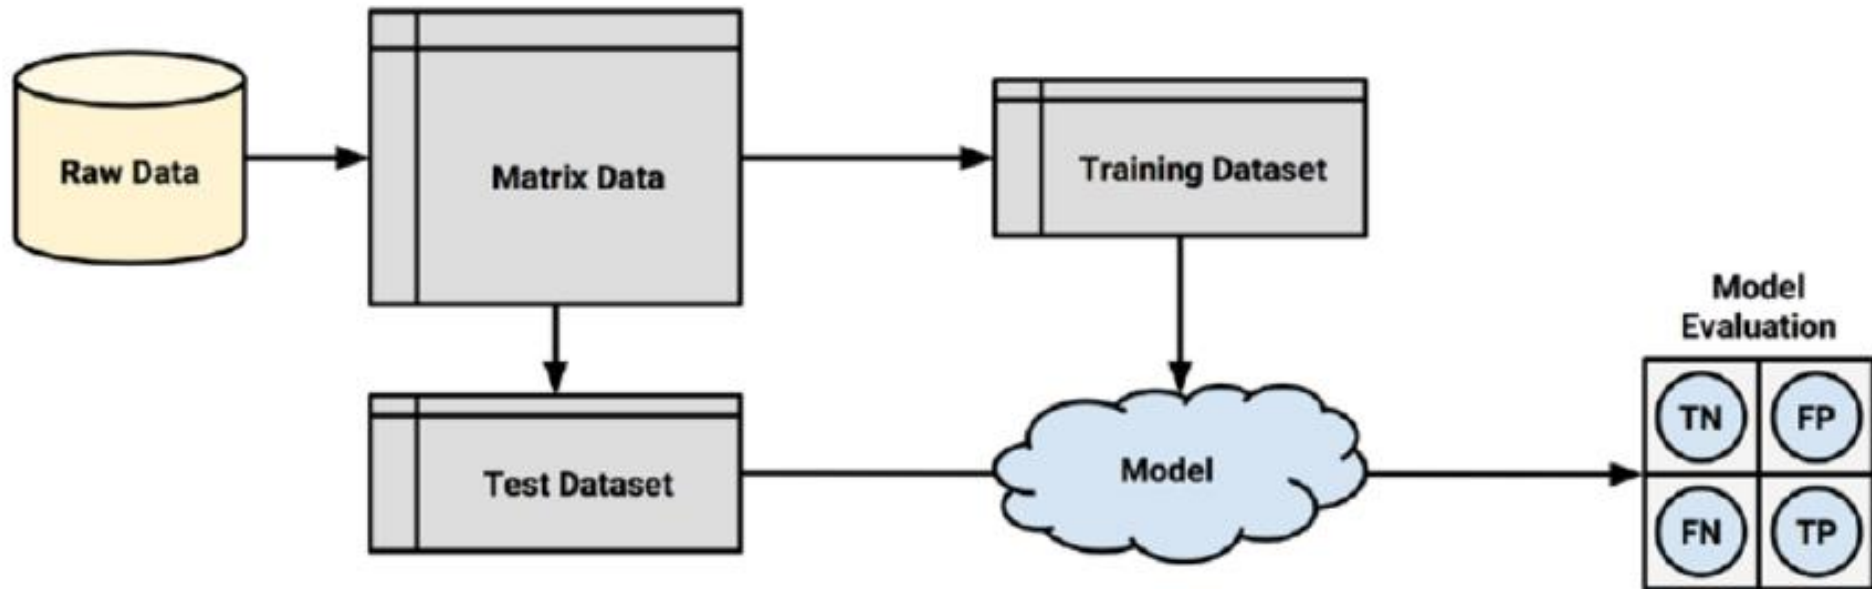 Raw Data
Matrix Data
Training Dataset
Test Dataset
Model
Model
Evaluation
TN
FP
FN
TP